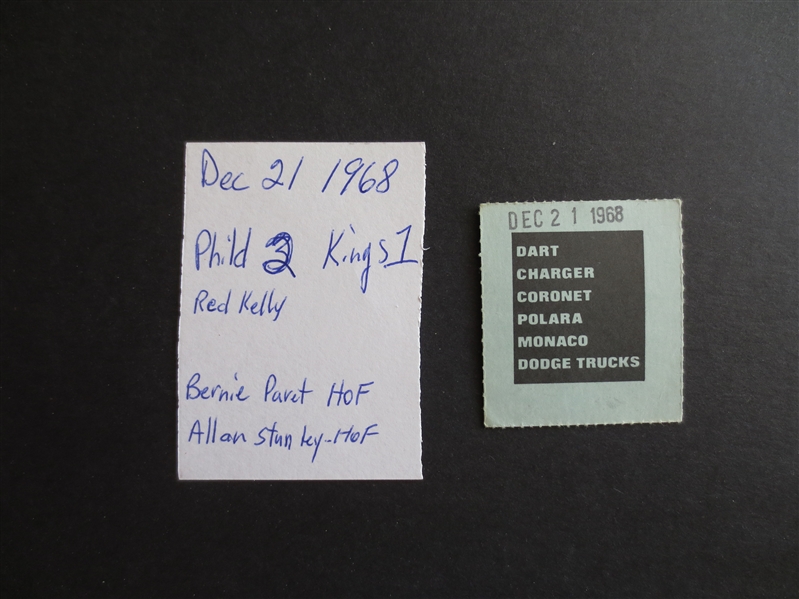 Dec 21 1968
Phild 2 Kings 1
Red Kelly
Bernie Paret HOF
Allan Stanley-HOF
DEC 21 1968
DART
CHARGER
CORONET
POLARA
MONACO
DODGE TRUCKS